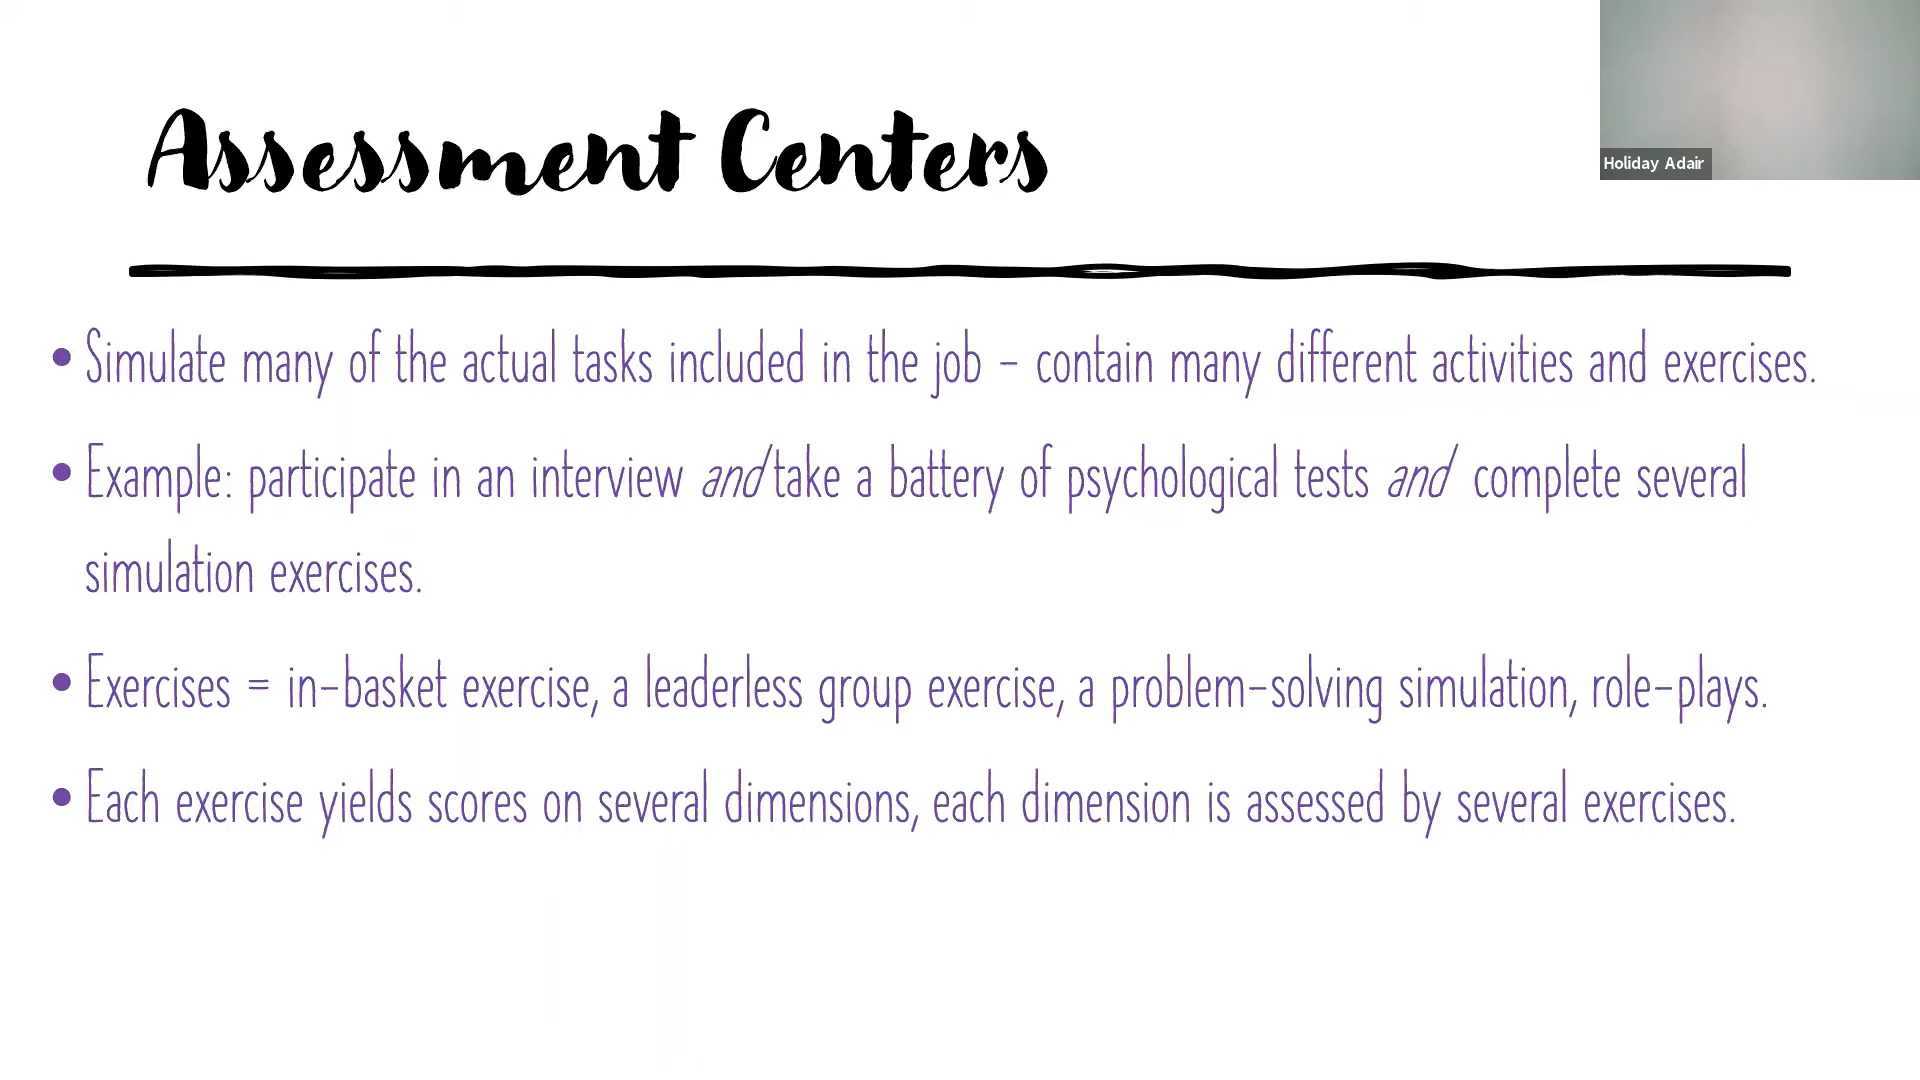 Assessment Centers
Holiday Adair
• Simulate many of the actual tasks included in the job - contain many different activities and exercises.
• Example: participate in an interview and take a battery of psychological tests and complete several
simulation exercises.
• Exercises = in-basket exercise, a leaderless group exercise, a problem-solving simulation, role-plays.
• Each exercise yields scores on several dimensions, each dimension is assessed by several exercises.